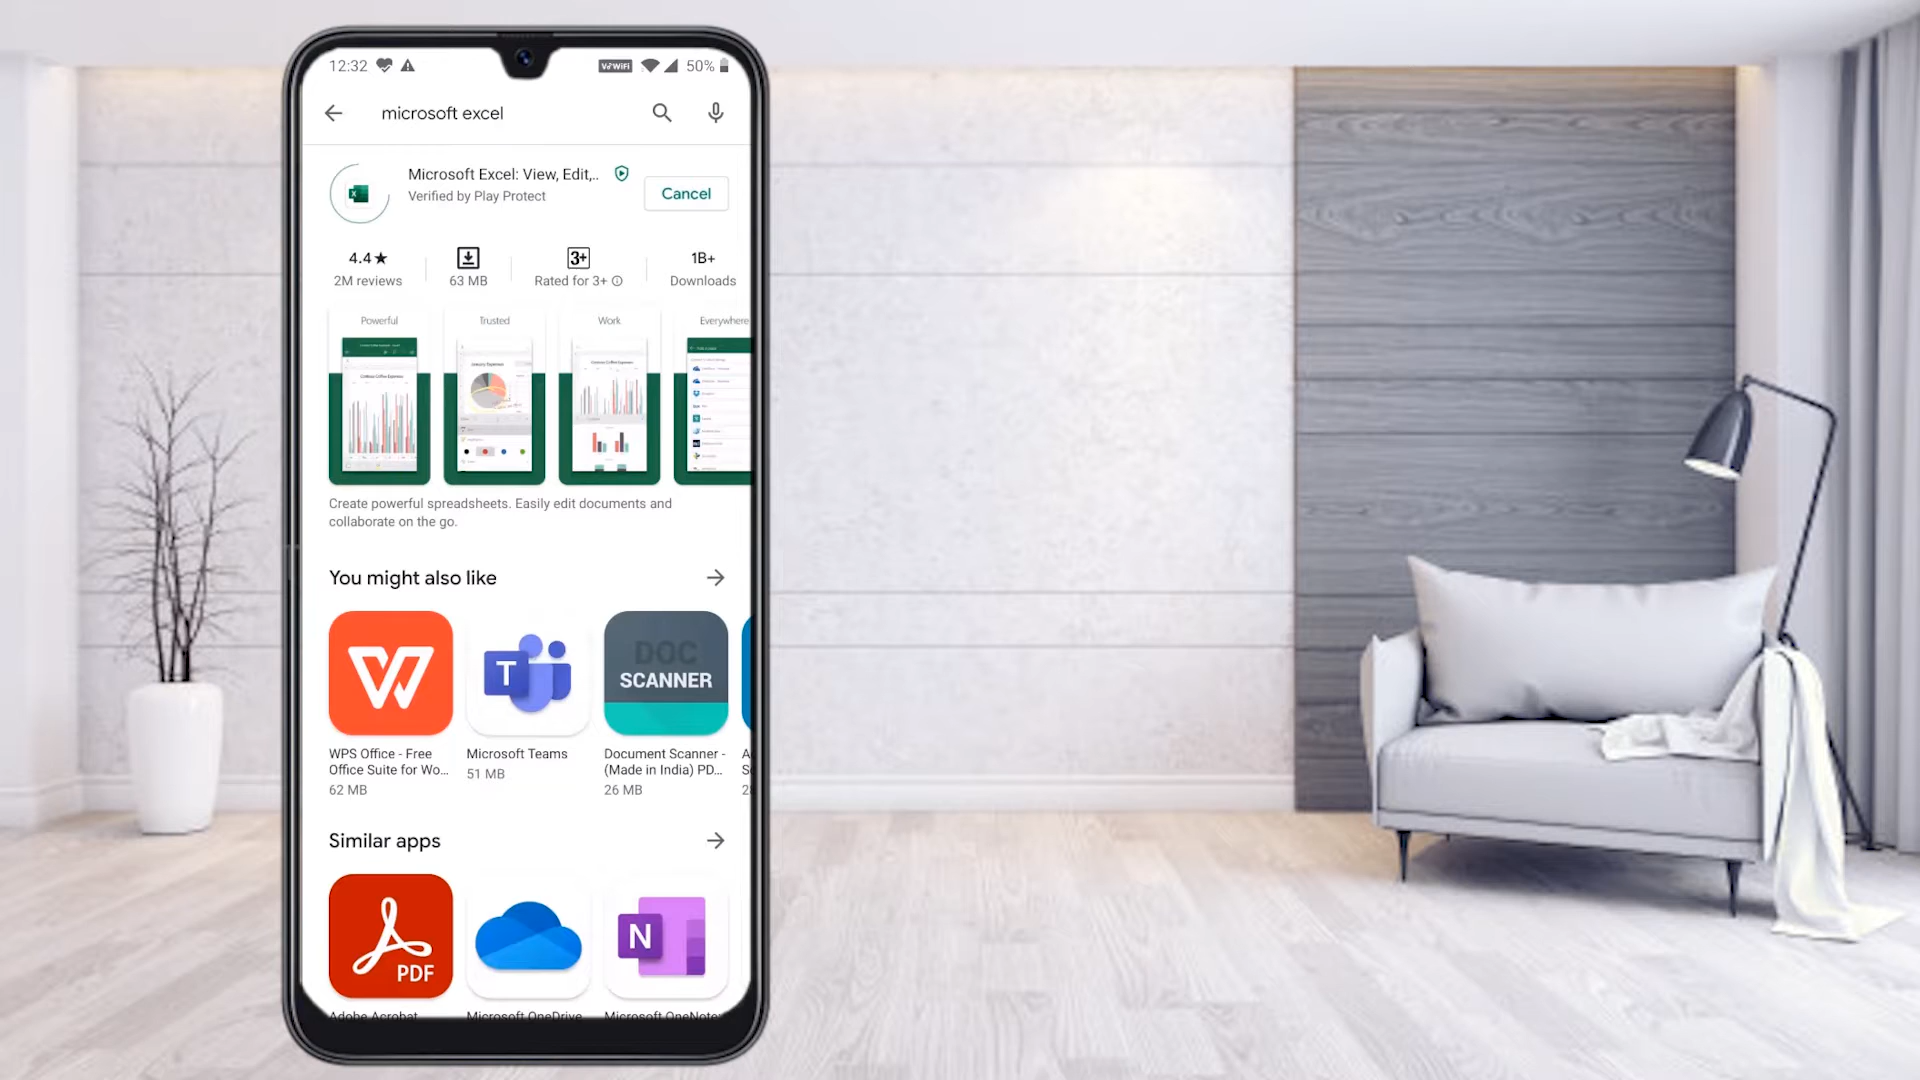 12:32 VoWiFi 50%
microsoft excel
Microsoft Excel: View, Edit,..
Verified by Play Protect
Cancel
4.4★ 3+ 1B+
2M reviews 63 MB Rated for 3+ Downloads
Powerful Trusted Work Everywhere
Create powerful spreadsheets. Easily edit documents and
collaborate on the go.
You might also like
W T DOC
SCANNER
WPS Office - Free Microsoft Teams Document Scanner - A
Office Suite for Wo... 51 MB (Made in India) PD... S
62 MB 26 MB 2
Similar apps
PDF N
Adobe Acrobat Microsoft OneDrive Microsoft OneNote: